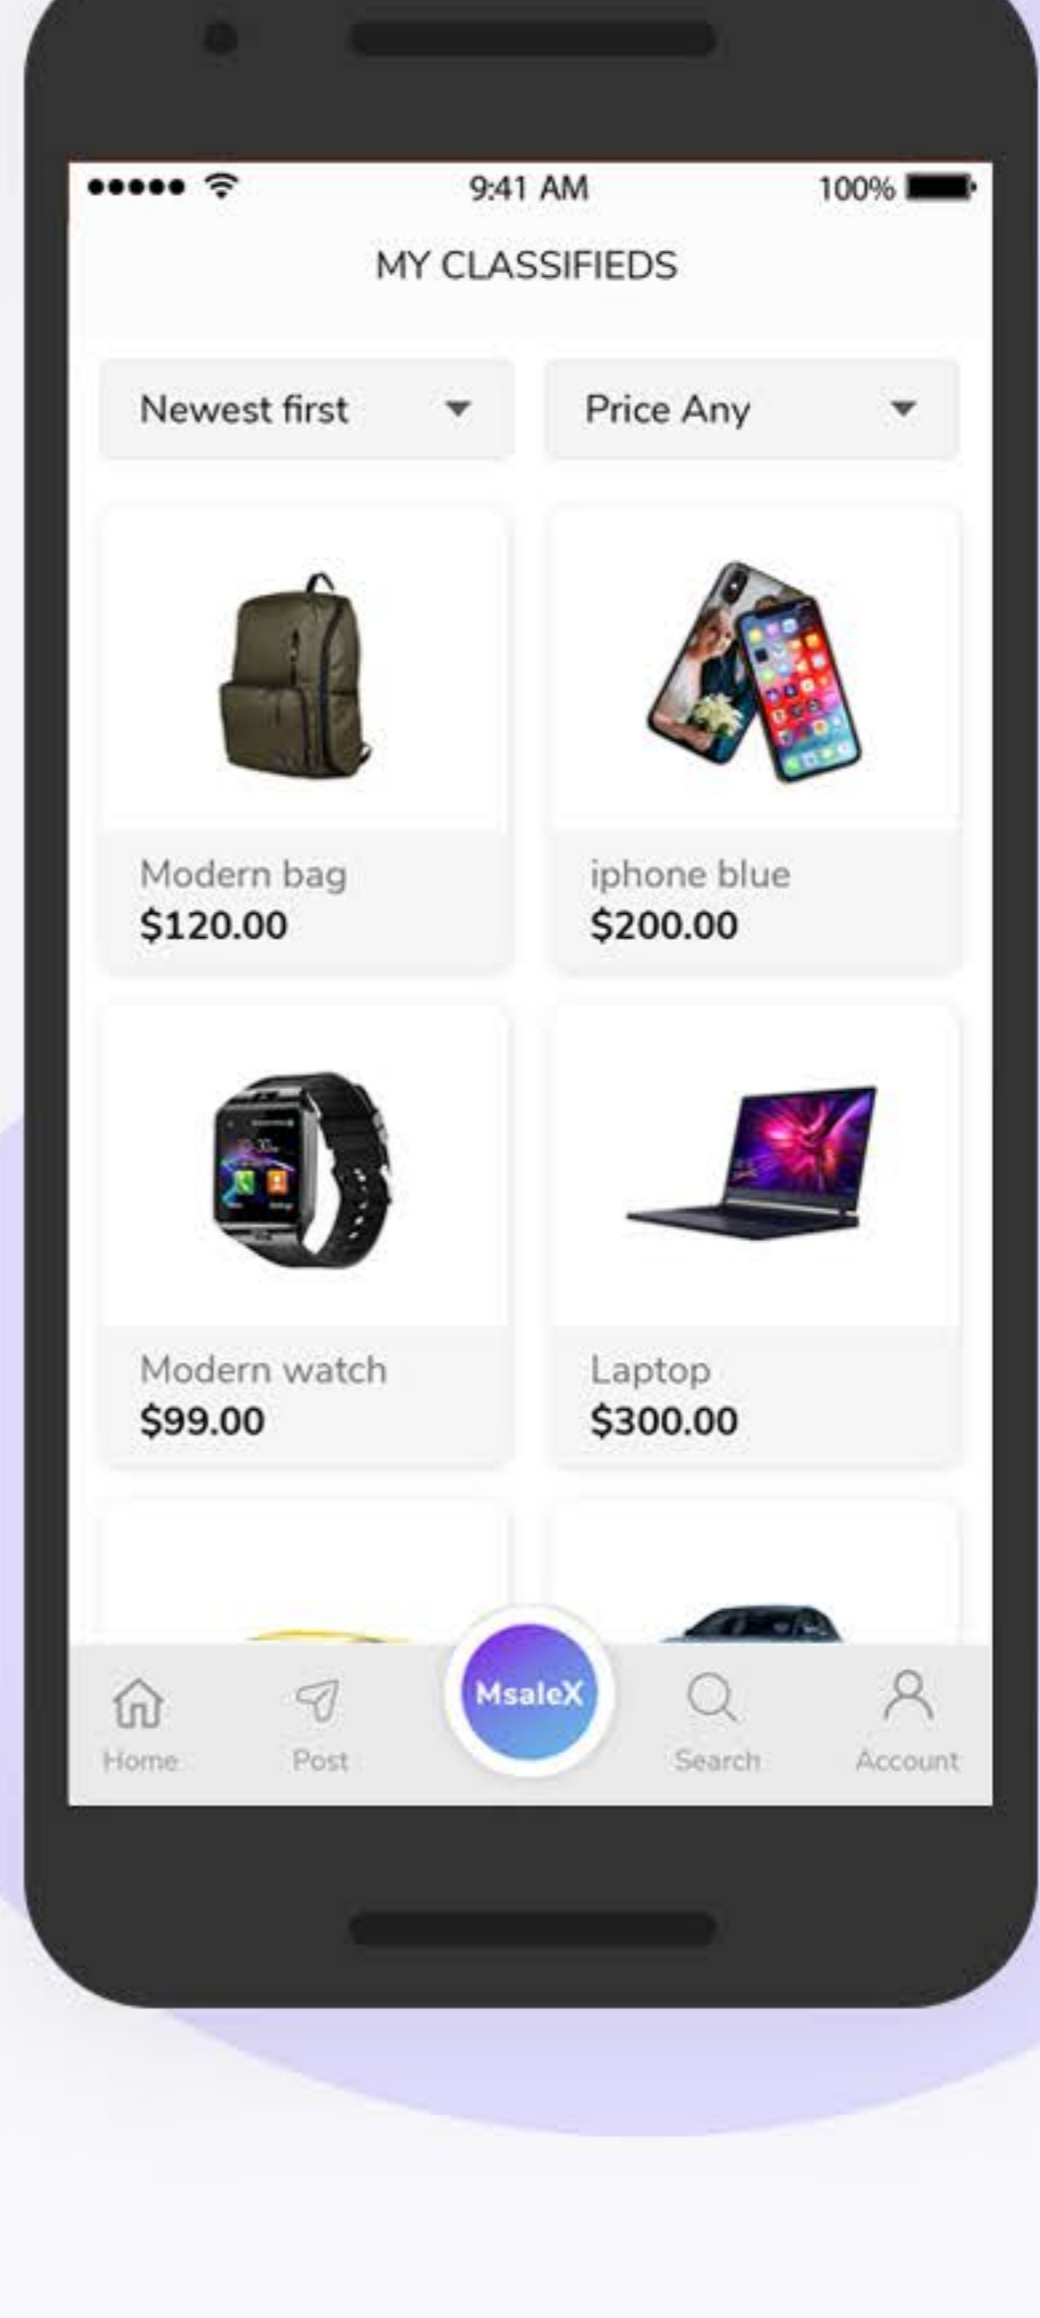 9:41 AM 100%
MY CLASSIFIEDS
Newest first Price Any
Modern bag iphone blue
$120.00 $200.00
Modern watch Laptop
$99.00 $300.00
MsaleX
Home Post Search Account